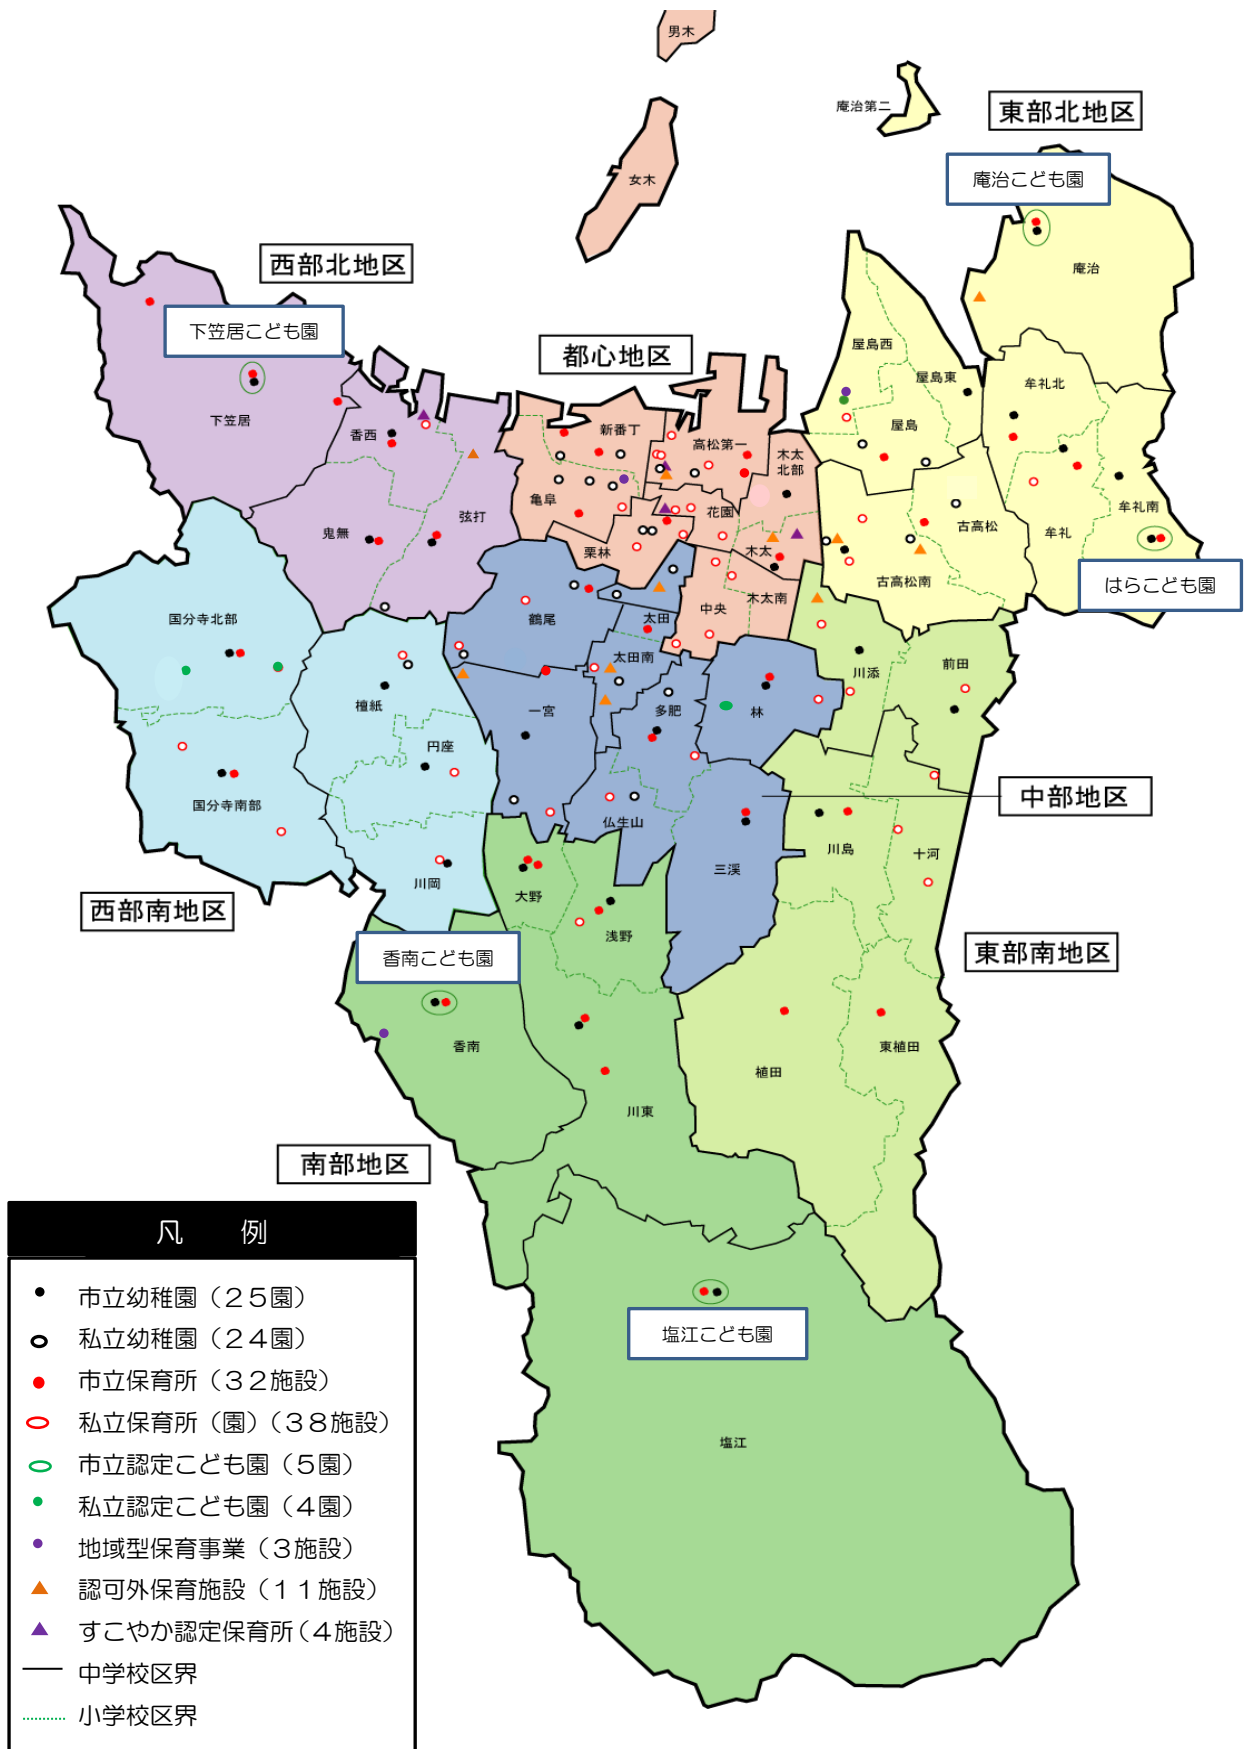 男木
庵治第二
東部北地区
庵治こども園
女木
西部北地区
庵治
下笠居こども園
都心地区
屋島西
屋島東
牟礼北
下笠居
香西
新番丁
高松第一
木太
北部
屋島
亀阜
花園
古高松
牟礼南
弦打
鬼無
栗林
木太
牟礼
古高松南
はらこども園
中央
木太南
国分寺北部
鶴尾
太田
太田南
川添
前田
檀紙
一宮
多肥
林
円座
中部地区
国分寺南部
仏生山
川島
十河
三渓
川岡
大野
西部南地区
浅野
香南こども園
東部南地区
香南
東植田
植田
川東
南部地区
塩江こども園
塩江
凡 例
市立幼稚園（２５園）
私立幼稚園（２４園）
市立保育所（３２施設）
私立保育所（園）（３８施設）
市立認定こども園（５園）
私立認定こども園（４園）
地域型保育事業（３施設）
認可外保育施設（１１施設）
すこやか認定保育所（４施設）
中学校区界
小学校区界